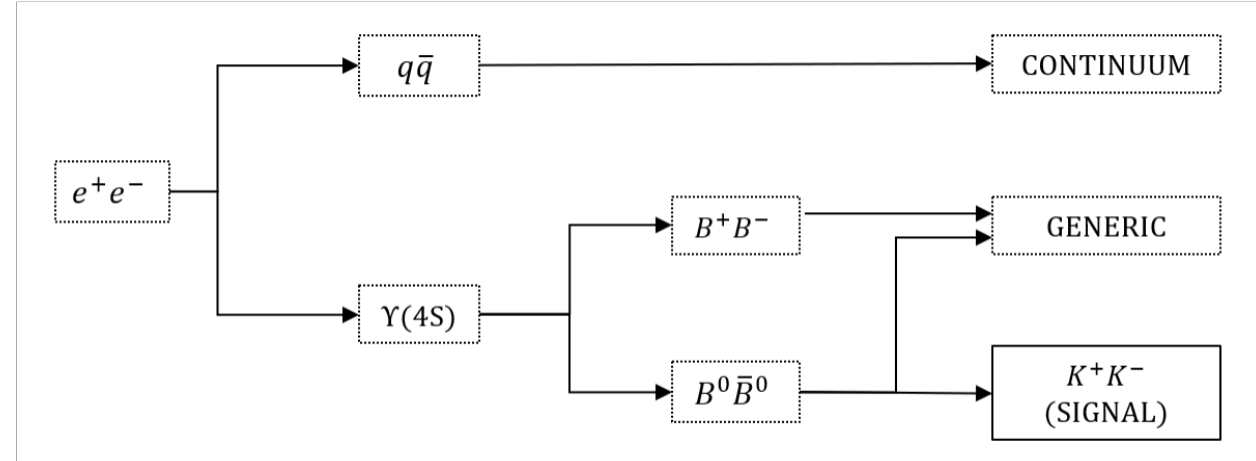 qq̄
CONTINUUM
e⁺e⁻
B⁺B⁻
GENERIC
ϒ(4S)
B⁰B̄⁰
K⁺K⁻
(SIGNAL)